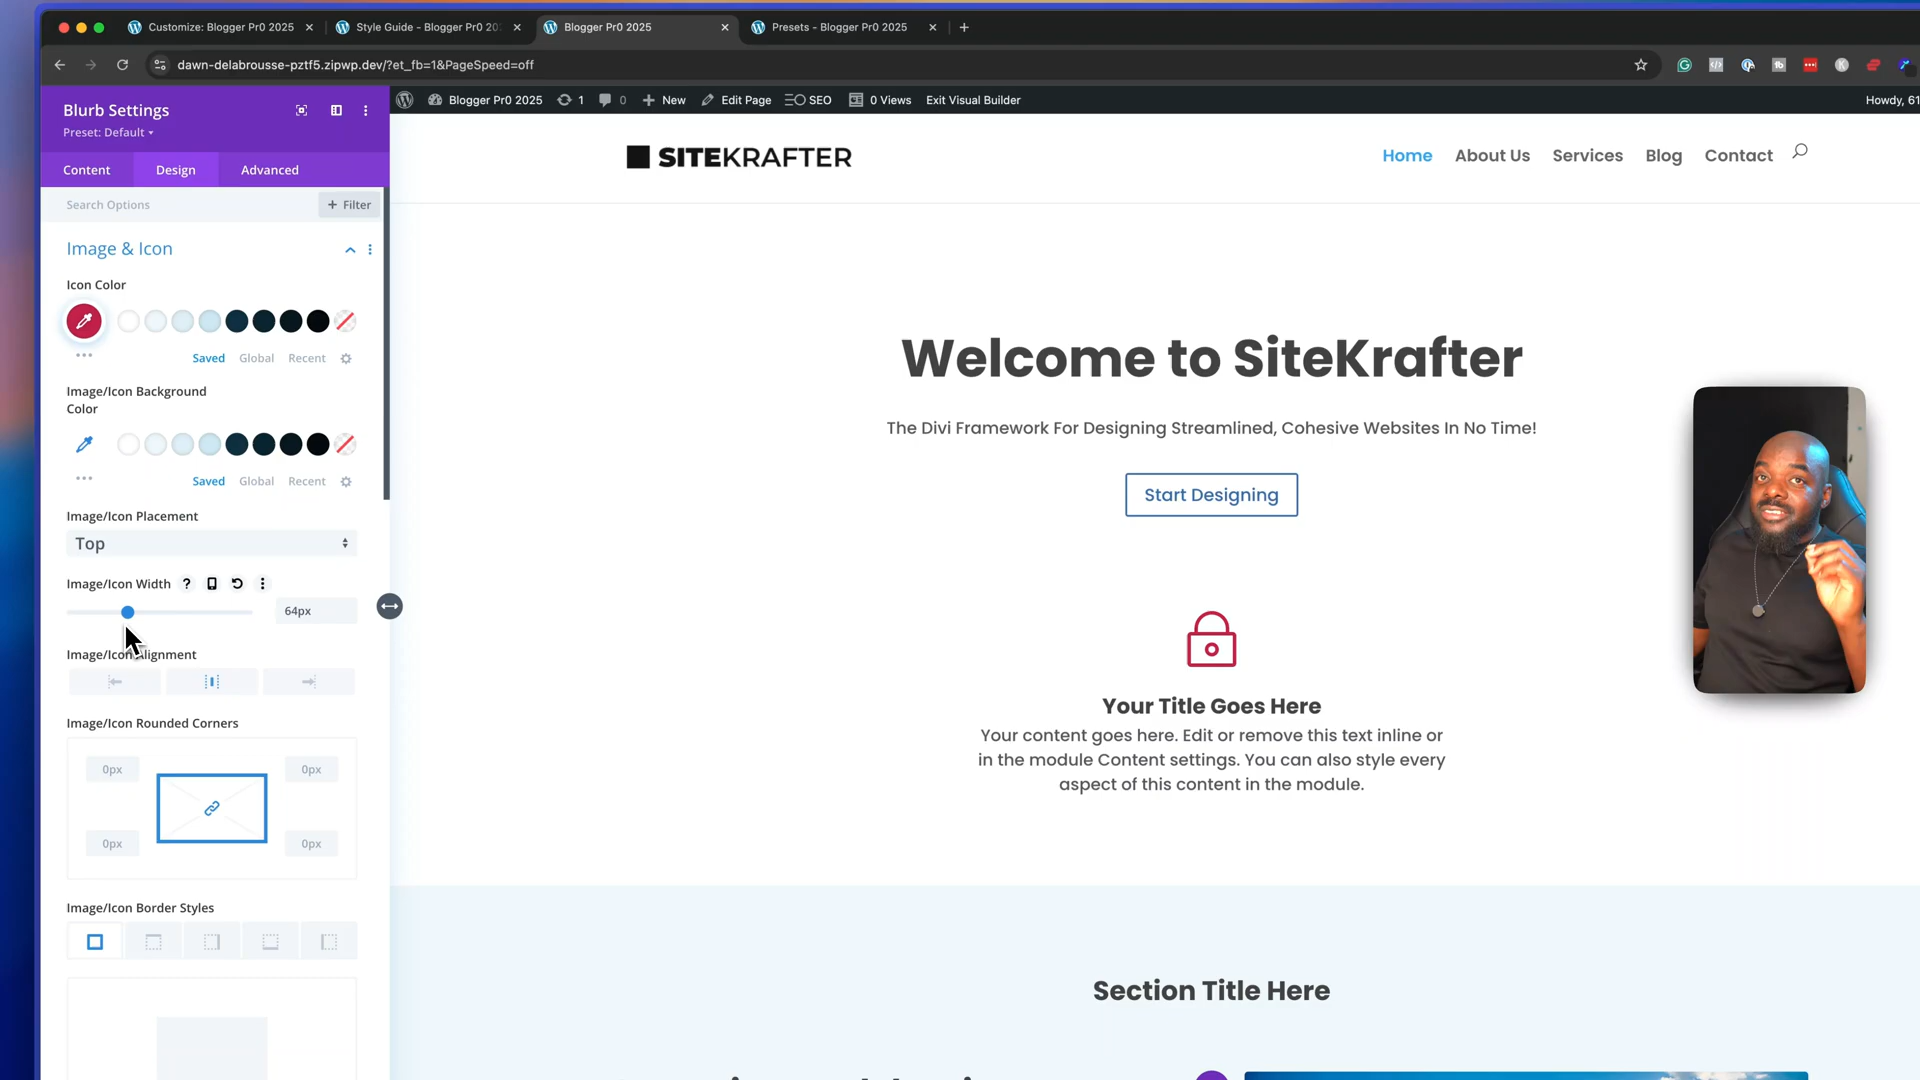 Customize: Blogger Pr0 2025
Style Guide - Blogger Pr0 202
Blogger Pr0 2025
Presets - Blogger Pr0 2025
dawn-delabrousse-pztf5.zipwp.dev/?et_fb=1&PageSpeed=off
Blurb Settings
Preset: Default
Blogger Pr0 2025
1
0
New
Edit Page
SEO
0 Views
Exit Visual Builder
Howdy, 61
Content
Design
Advanced
SITEKRAFTER
Home
About Us
Services
Blog
Contact
Search Options
+ Filter
Image & Icon
Icon Color
Saved
Global
Recent
Image/Icon Background
Color
Saved
Global
Recent
Image/Icon Placement
Top
Image/Icon Width
?
64px
Image/Icon Alignment
Image/Icon Rounded Corners
0px
0px
0px
0px
Image/Icon Border Styles
Welcome to SiteKrafter
The Divi Framework For Designing Streamlined, Cohesive Websites In No Time!
Start Designing
Your Title Goes Here
Your content goes here. Edit or remove this text inline or
in the module Content settings. You can also style every
aspect of this content in the module.
Section Title Here